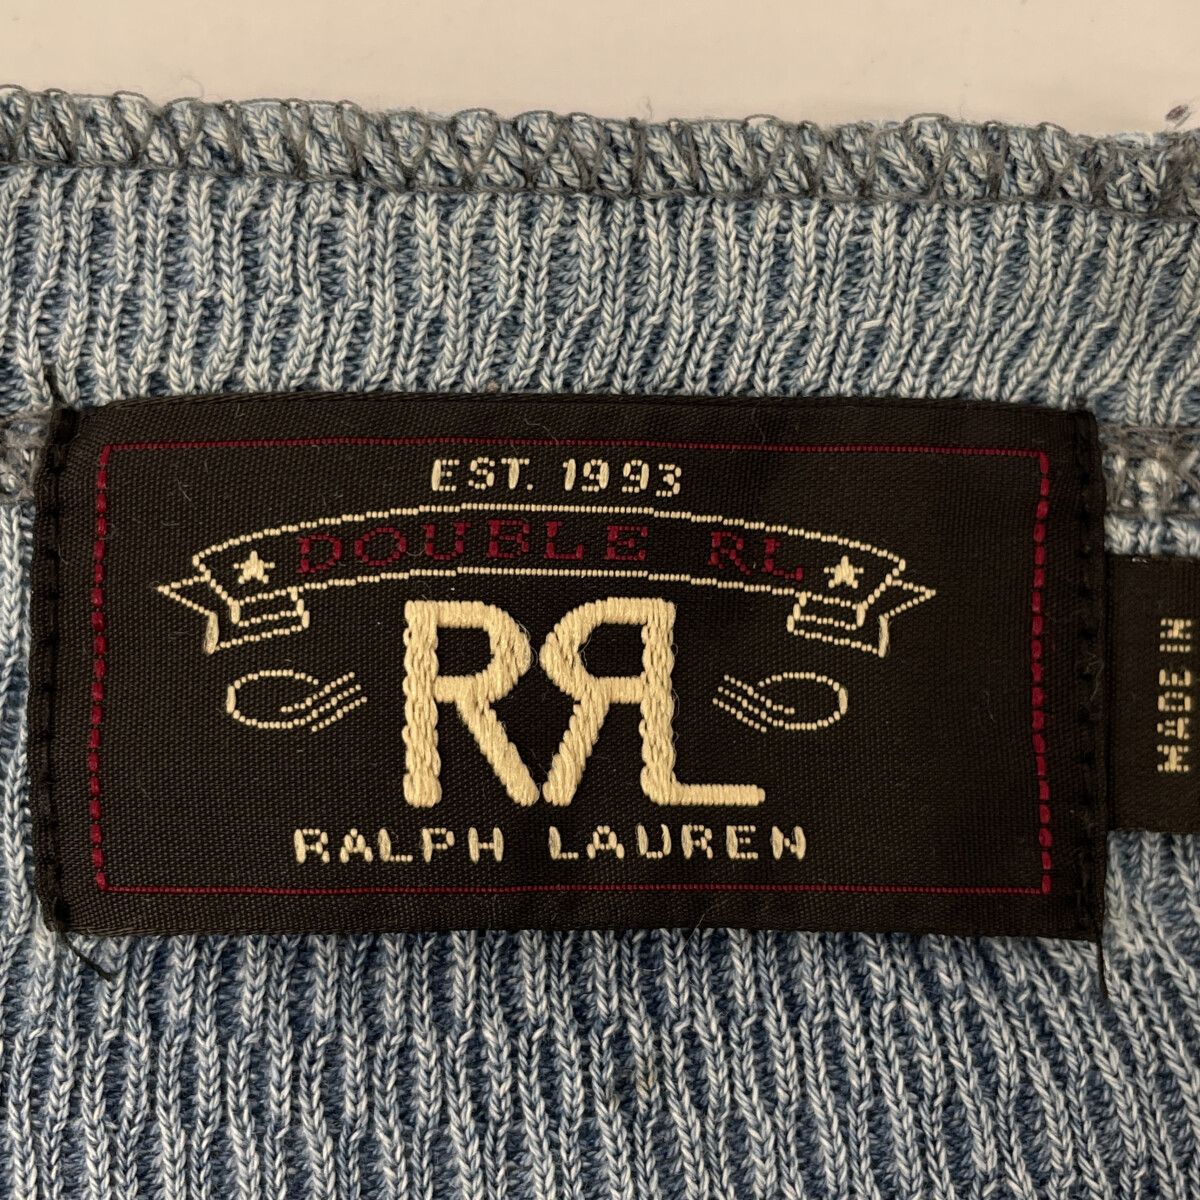 EST. 1993
DOUBLE RL
RRL
RALPH LAUREN
MADE IN